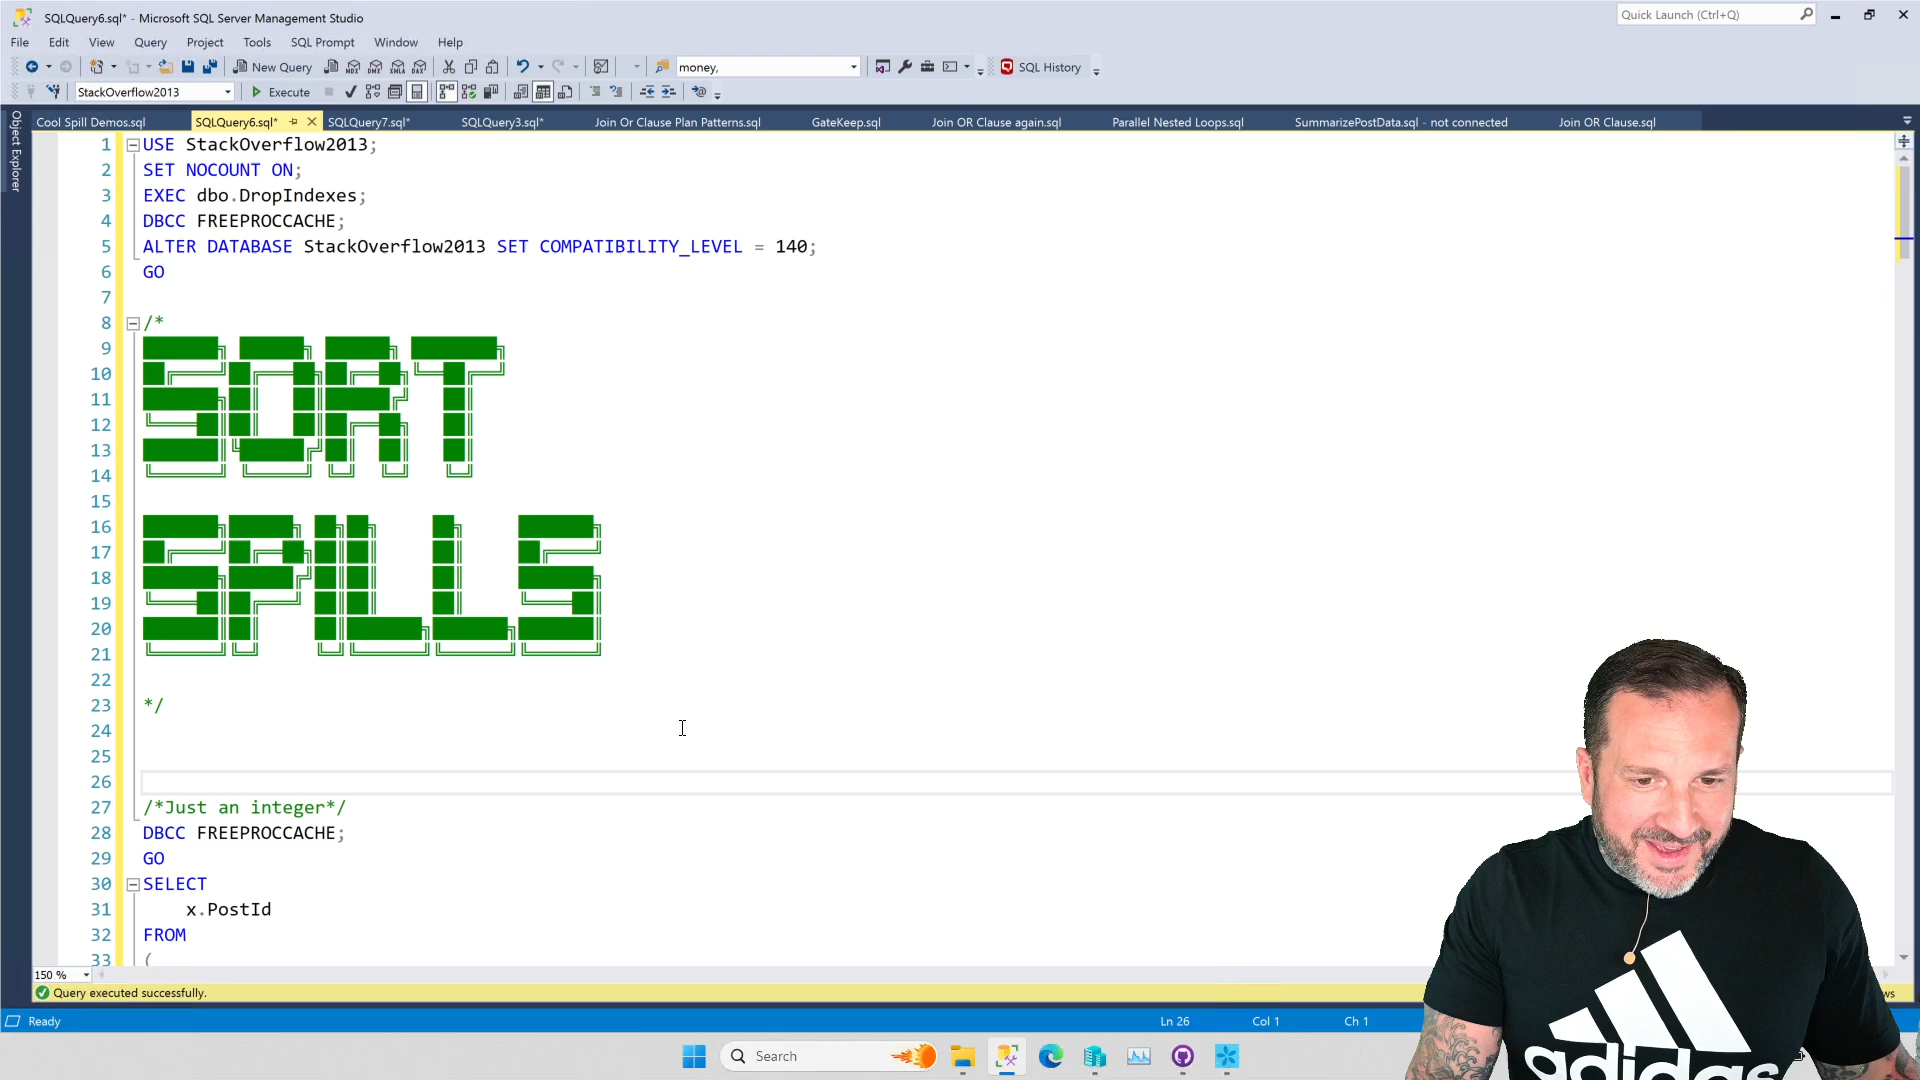 SQLQuery6.sql* - Microsoft SQL Server Management Studio
Quick Launch (Ctrl+Q)
File Edit View Query Project Tools SQL Prompt Window Help
New Query
money,
SQL History
StackOverflow2013
Execute
Cool Spill Demos.sql SQLQuery6.sql* SQLQuery7.sql* SQLQuery3.sql* Join Or Clause Plan Patterns.sql GateKeep.sql Join OR Clause again.sql Parallel Nested Loops.sql SummarizePostData.sql - not connected Join OR Clause.sql
Object Explorer
1 USE StackOverflow2013;
2 SET NOCOUNT ON;
3 EXEC dbo.DropIndexes;
4 DBCC FREEPROCCACHE;
5 ALTER DATABASE StackOverflow2013 SET COMPATIBILITY_LEVEL = 140;
6 GO
7
8 /*
9
10
11
SORT
12
13
14
15
16
17
18
SPILLS
19
20
21
22
23 */
24
25
26
27 /*Just an integer*/
28 DBCC FREEPROCCACHE;
29 GO
30 SELECT
31 x.PostId
32 FROM
33 (
150 %
Query executed successfully.
Ready
Ln 26 Col 1 Ch 1
Search
adidas